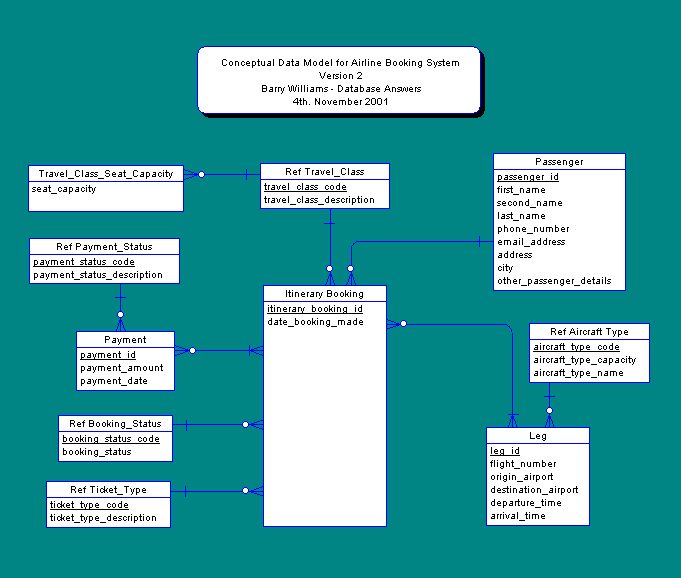 Conceptual Data Model for Airline Booking System
Version 2
Barry Williams - Database Answers
4th. November 2001
Travel_Class_Seat_Capacity
seat_capacity
Ref Travel_Class
travel_class_code
travel_class_description
Passenger
passenger_id
first_name
second_name
last_name
phone_number
email_address
address
city
other_passenger_details
Ref Payment_Status
payment_status_code
payment_status_description
Itinerary Booking
itinerary_booking_id
date_booking_made
Payment
payment_id
payment_amount
payment_date
Ref Aircraft Type
aircraft_type_code
aircraft_type_capacity
aircraft_type_name
Ref Booking_Status
booking_status_code
booking_status
Leg
leg_id
flight_number
origin_airport
destination_airport
departure_time
arrival_time
Ref Ticket_Type
ticket_type_code
ticket_type_description